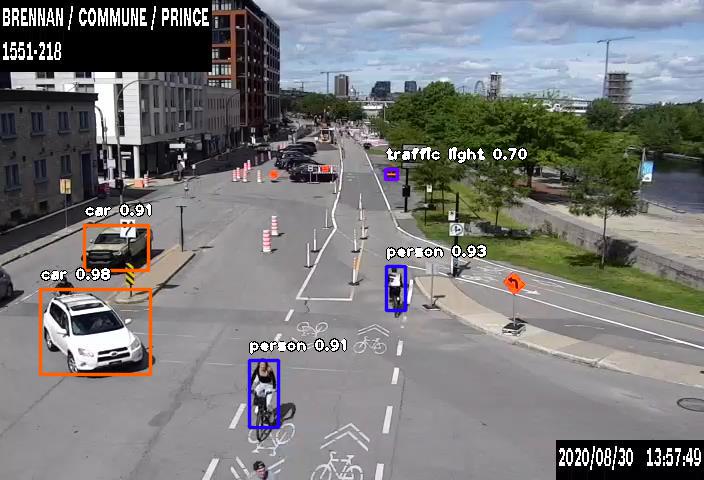 BRENNAN / COMMUNE / PRINCE
1551-218
traffic light 0.70
car 0.91
person 0.93
car 0.98
person 0.91
2020/08/30 13:57:49